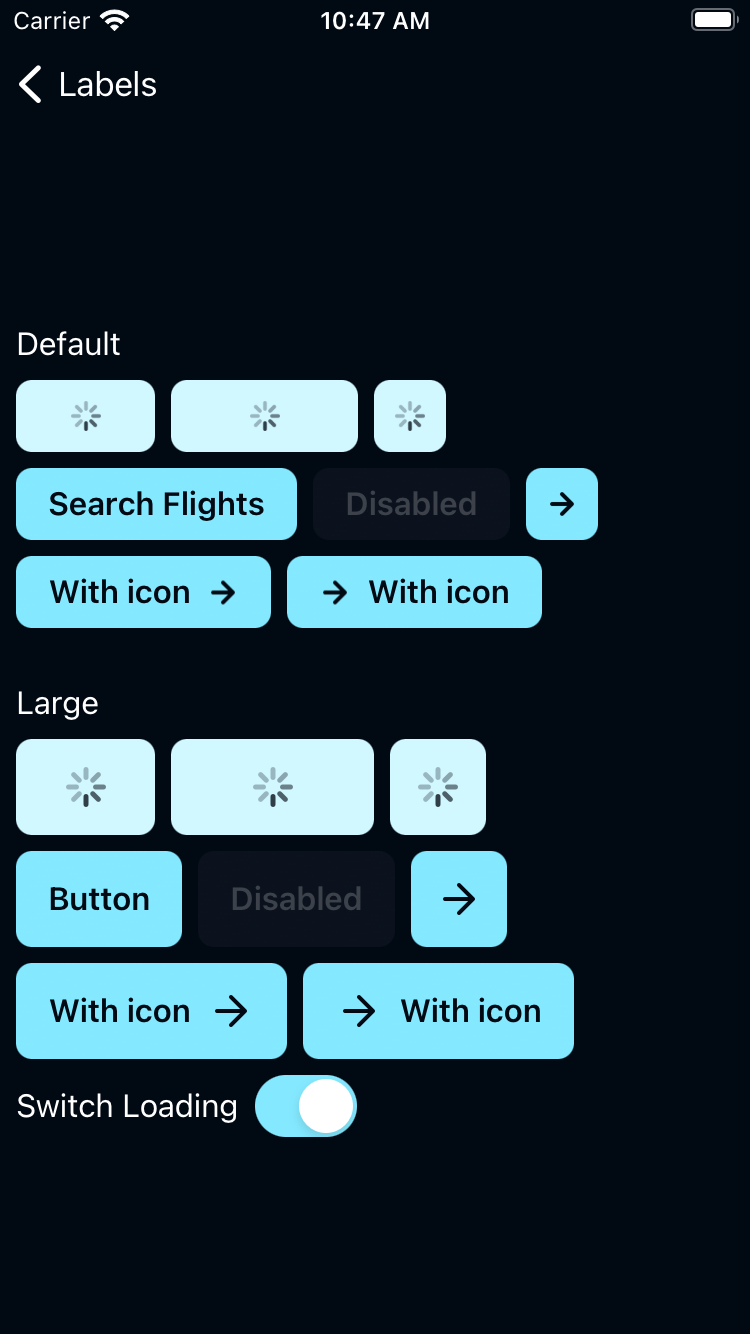 Carrier 10:47 AM
Labels
Default
Search Flights Disabled
With icon With icon
Large
Button Disabled
With icon With icon
Switch Loading